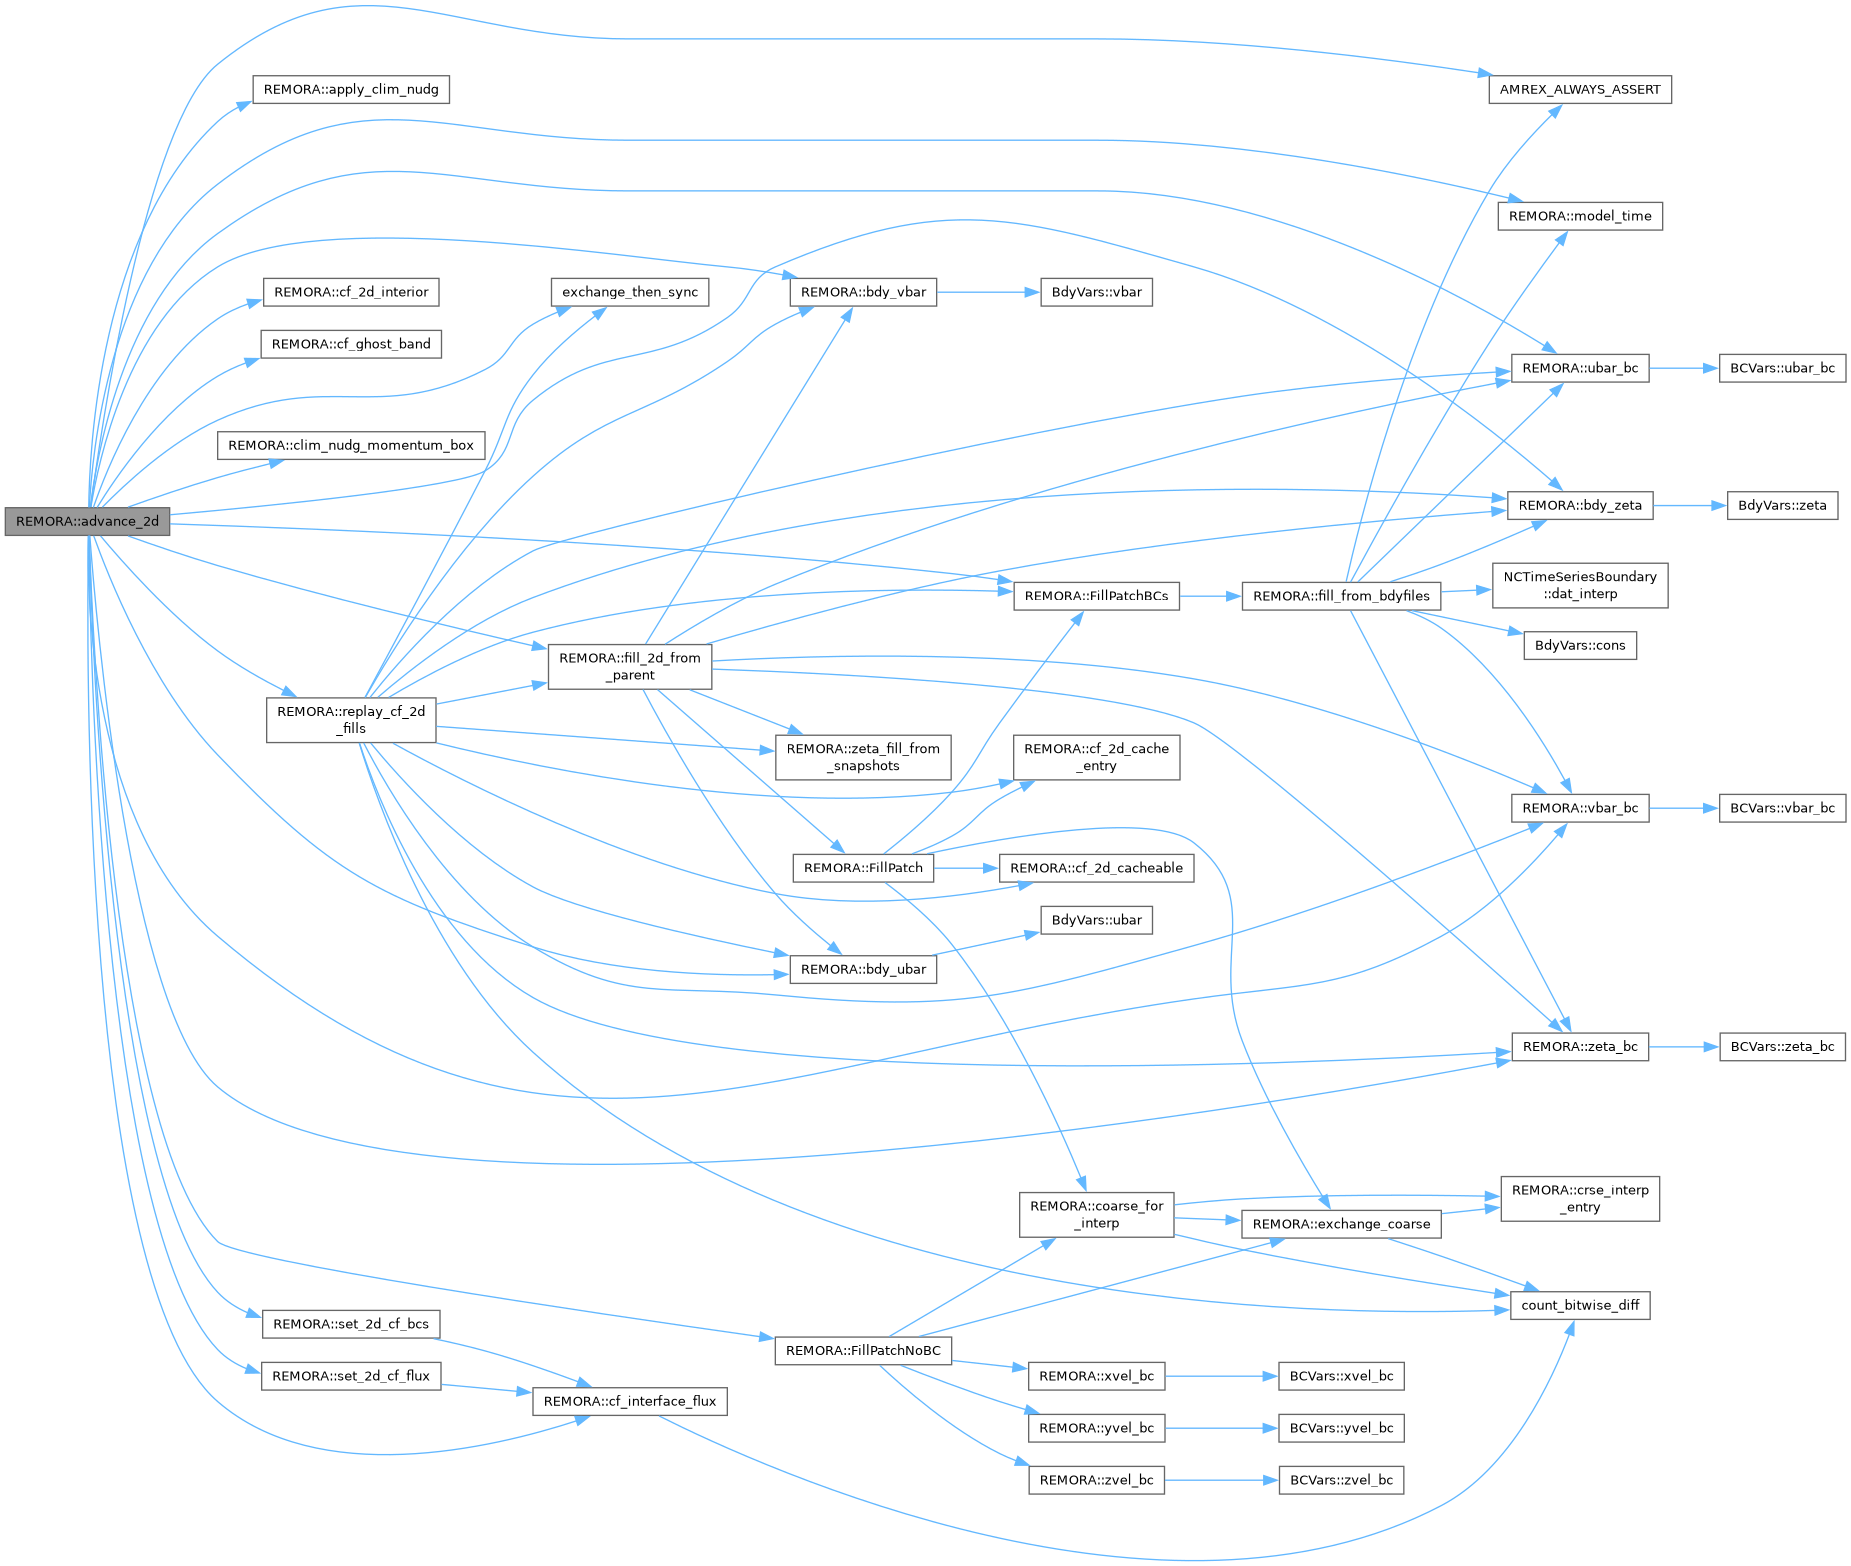 AMREX_ALWAYS_ASSERT
REMORA::apply_clim_nudg
REMORA::model_time
REMORA::cf_2d_interior
exchange_then_sync
REMORA::bdy_vbar
BdyVars::vbar
REMORA::cf_ghost_band
REMORA::ubar_bc
BCVars::ubar_bc
REMORA::clim_nudg_momentum_box
REMORA::advance_2d
REMORA::bdy_zeta
BdyVars::zeta
REMORA::FillPatchBCs
REMORA::fill_from_bdyfiles
NCTimeSeriesBoundary
::dat_interp
BdyVars::cons
REMORA::fill_2d_from
_parent
REMORA::replay_cf_2d
_fills
REMORA::zeta_fill_from
_snapshots
REMORA::cf_2d_cache
_entry
REMORA::vbar_bc
BCVars::vbar_bc
REMORA::FillPatch
REMORA::cf_2d_cacheable
BdyVars::ubar
REMORA::bdy_ubar
REMORA::zeta_bc
BCVars::zeta_bc
REMORA::coarse_for
_interp
REMORA::exchange_coarse
REMORA::crse_interp
_entry
count_bitwise_diff
REMORA::set_2d_cf_bcs
REMORA::FillPatchNoBC
REMORA::set_2d_cf_flux
REMORA::cf_interface_flux
REMORA::xvel_bc
BCVars::xvel_bc
REMORA::yvel_bc
BCVars::yvel_bc
REMORA::zvel_bc
BCVars::zvel_bc